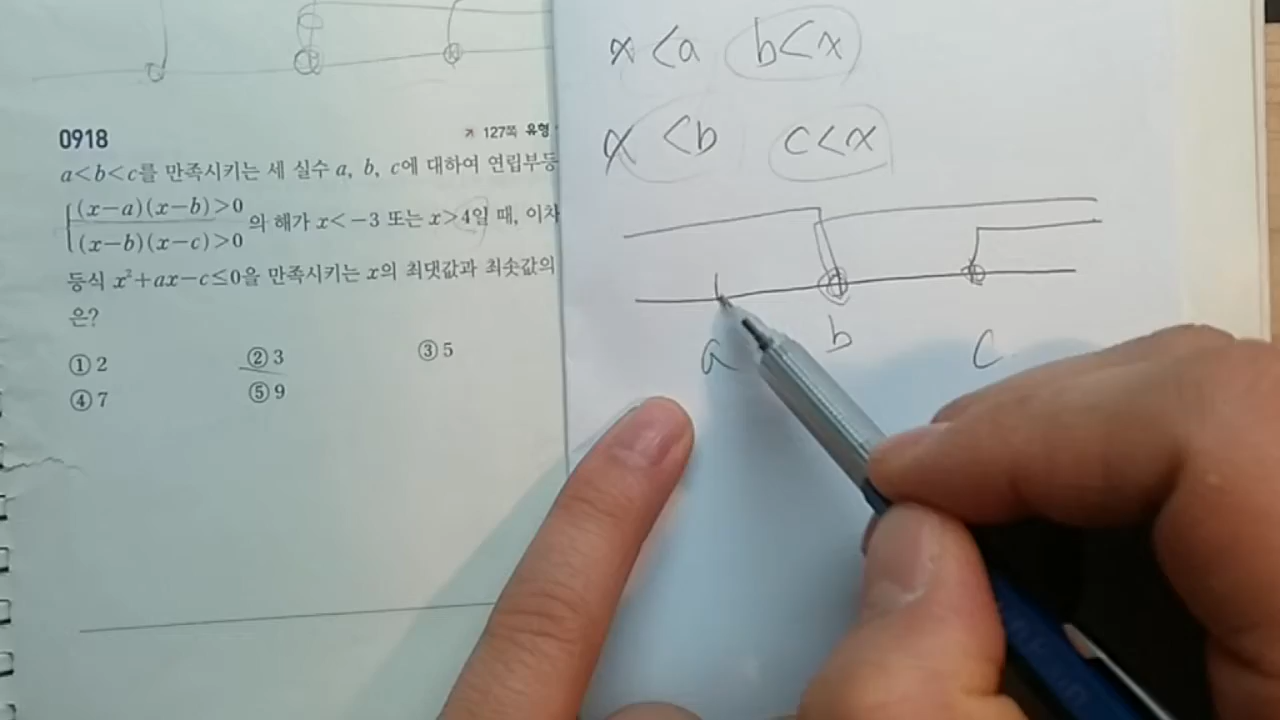 0918
↗ 127쪽 유형
a<b<c를 만족시키는 세 실수 a, b, c에 대하여 연립부등
(x-a)(x-b)>0
(x-b)(x-c)>0
의 해가 x<-3 또는 x>4일 때, 이차
등식 x²+ax-c≤0을 만족시키는 x의 최댓값과 최솟값의
은?
① 2 ② 3 ③ 5
④ 7 ⑤ 9
x<a b<x
x<b c<x
a b c